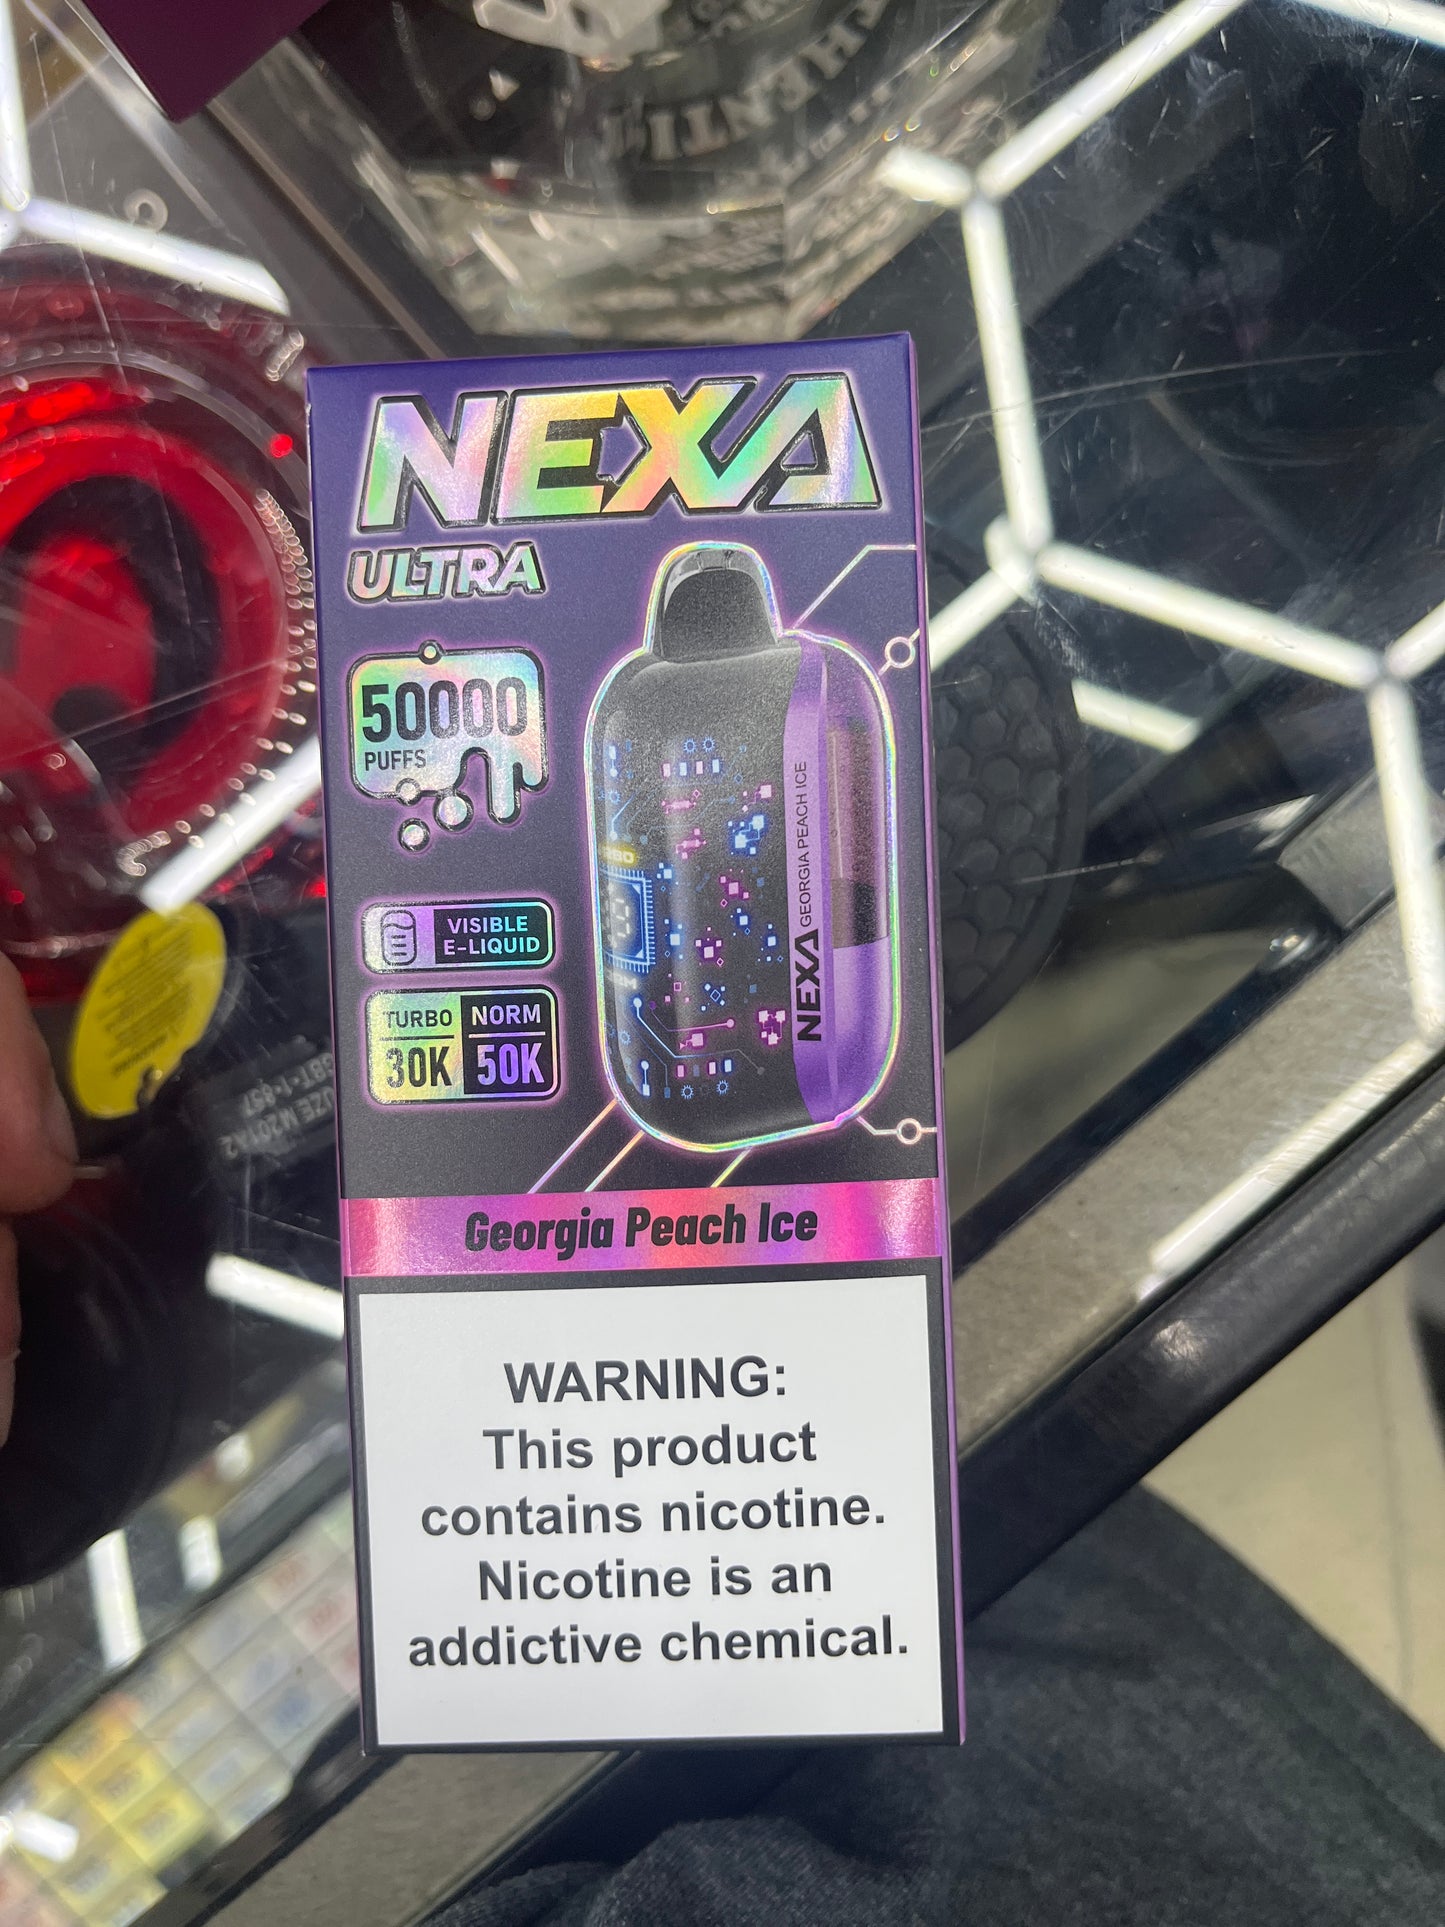 NEXA
ULTRA
50000
PUFFS
VISIBLE
E-LIQUID
TURBO
30K
NORM
50K
NEXA GEORGIA PEACH ICE
Georgia Peach Ice
WARNING:
This product
contains nicotine.
Nicotine is an
addictive chemical.